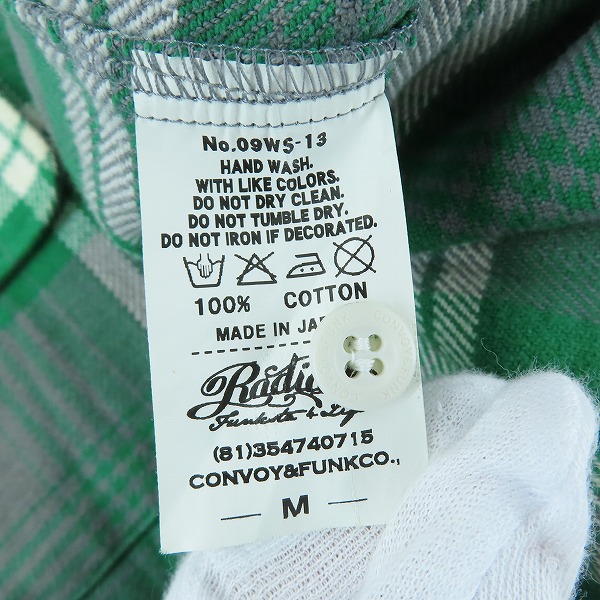 No.09WS-13
HAND WASH.
WITH LIKE COLORS.
DO NOT DRY CLEAN.
DO NOT TUMBLE DRY.
DO NOT IRON IF DECORATED.
100% COTTON
MADE IN
(81)354740715
CONVOY&FUNKCO.,
M